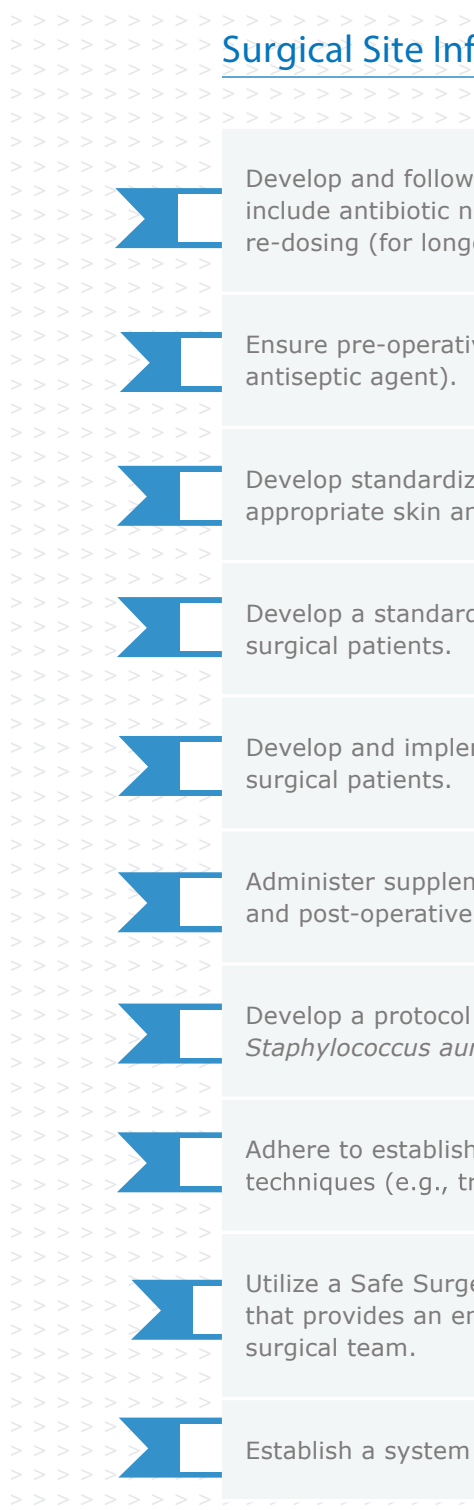 Surgical Site Inf
Develop and follow
include antibiotic n
re-dosing (for long
Ensure pre-operativ
antiseptic agent).
Develop standardiz
appropriate skin an
Develop a standard
surgical patients.
Develop and implem
surgical patients.
Administer supplem
and post-operative
Develop a protocol
Staphylococcus aur
Adhere to establish
techniques (e.g., tr
Utilize a Safe Surge
that provides an en
surgical team.
Establish a system